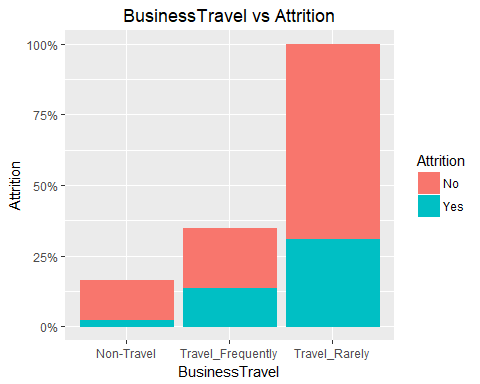 BusinessTravel vs Attrition
100%
75%
50%
25%
0%
Attrition
Non-Travel Travel_Frequently Travel_Rarely
BusinessTravel
Attrition
No
Yes